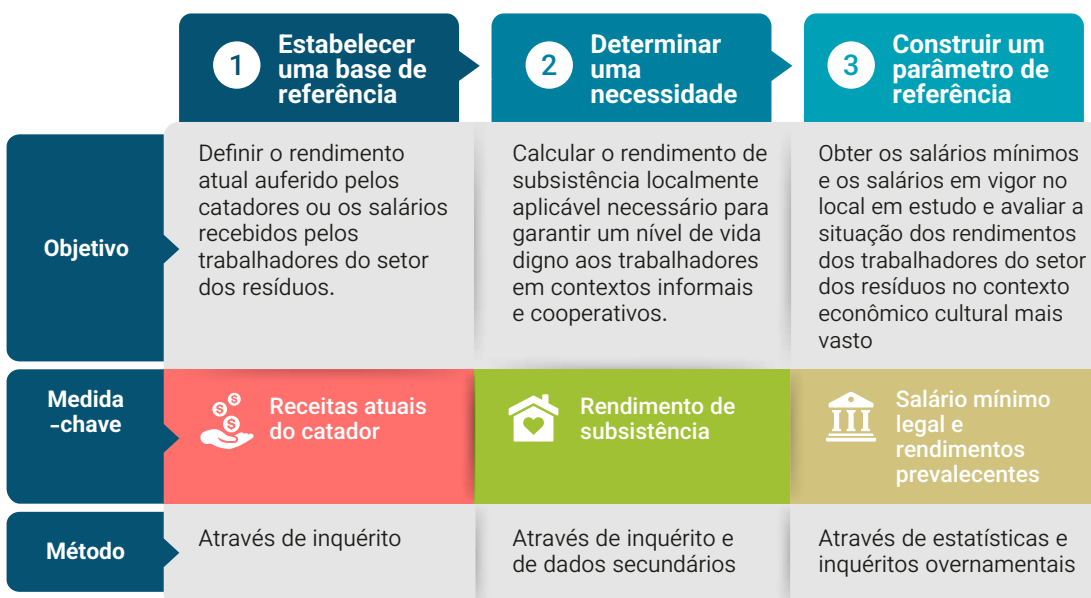 1
Estabelecer
uma base de
referência
2
Determinar
uma
necessidade
3
Construir um
parâmetro de
referência
Objetivo
Definir o rendimento
atual auferido pelos
catadores ou os salários
recebidos pelos
trabalhadores do setor
dos resíduos.
Calcular o rendimento de
subsistência localmente
aplicável necessário para
garantir um nível de vida
digno aos trabalhadores
em contextos informais
e cooperativos.
Obter os salários mínimos
e os salários em vigor no
local em estudo e avaliar a
situação dos rendimentos
dos trabalhadores do setor
dos resíduos no contexto
econômico cultural mais
vasto
Medida
-chave
Receitas atuais
do catador
Rendimento de
subsistência
Salário mínimo
legal e
rendimentos
prevalecentes
Método
Através de inquérito
Através de inquérito e
de dados secundários
Através de estatísticas e
inquéritos overnamentais